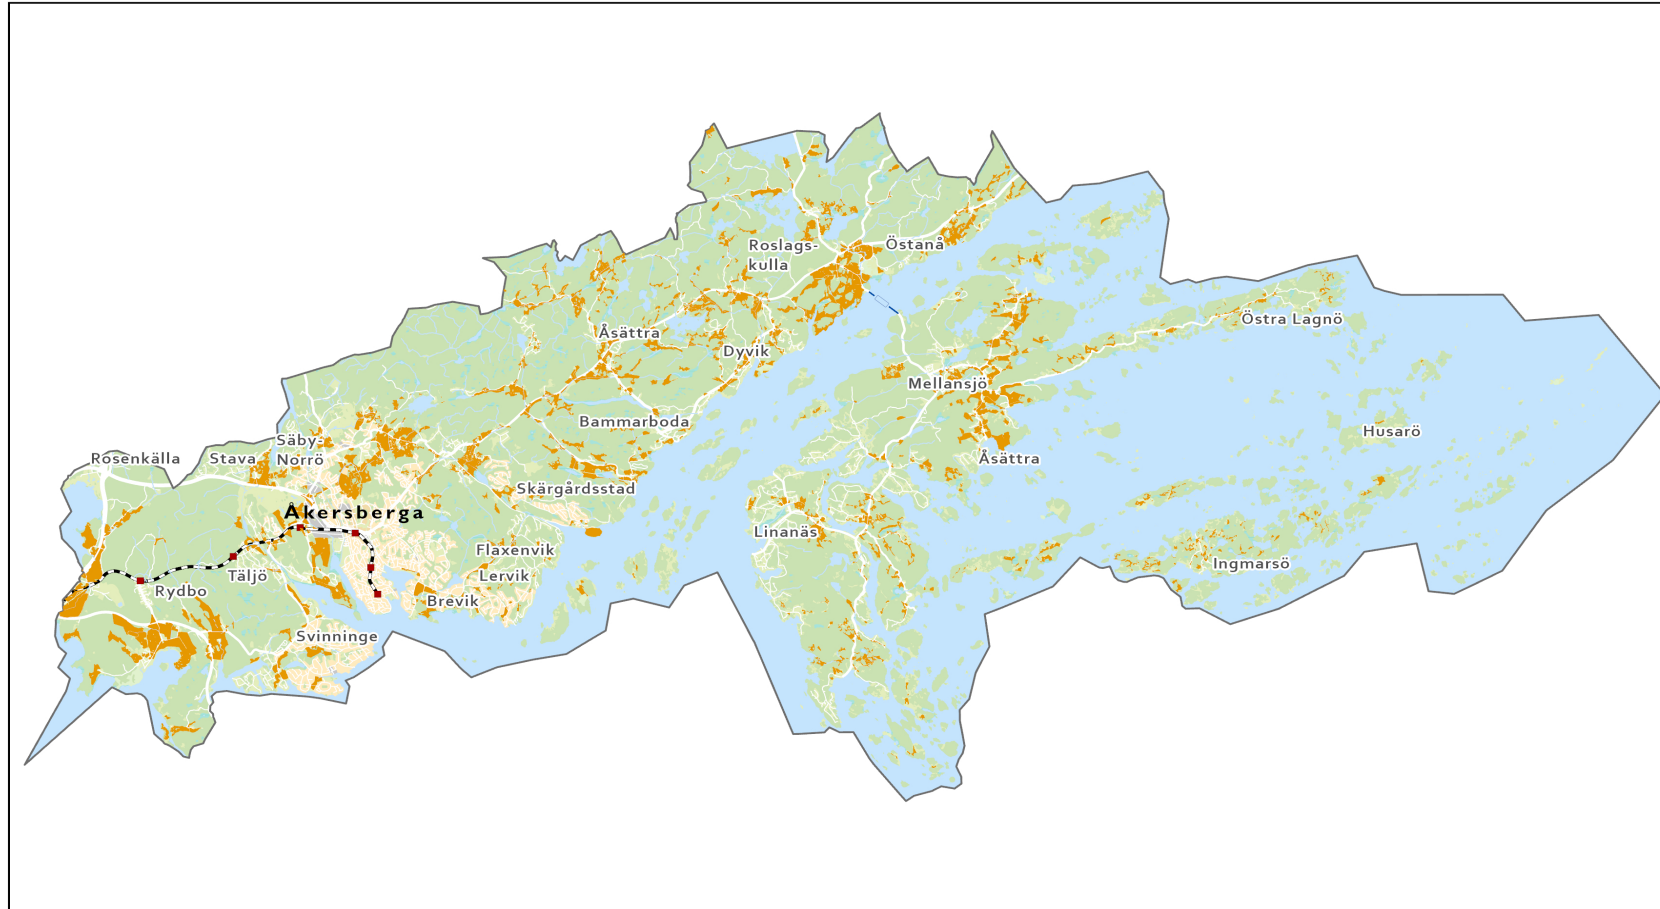 Roslags-
kulla
Östanå
Östra Lagnö
Åsättra
Dyvik
Mellansjö
Bammarboda
Husarö
Säby-
Norrö
Rosenkälla
Stava
Åsättra
Skärgårdsstad
Åkersberga
Linanäs
Flaxenvik
Ingmarsö
Täljö
Lervik
Rydbo
Brevik
Svinninge